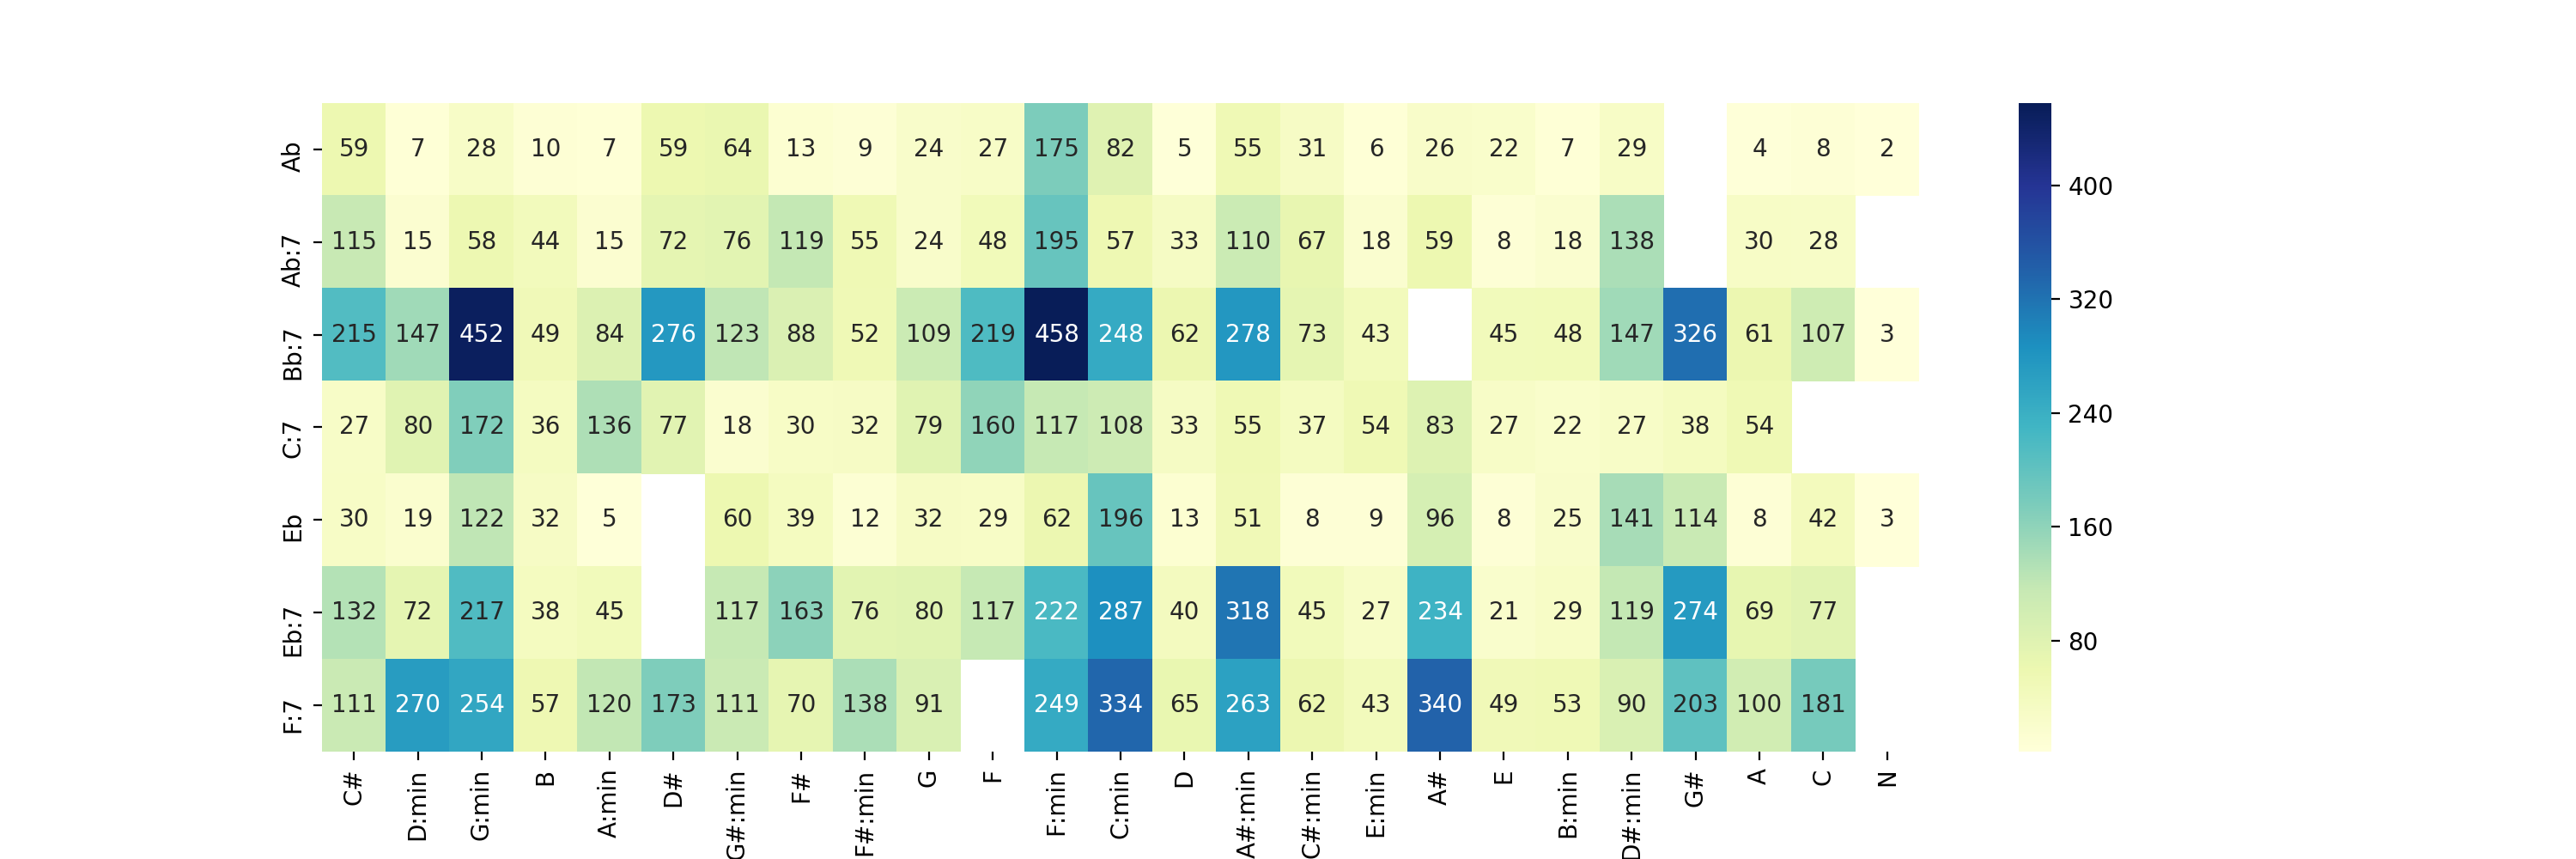 Ab 59 7 28 10 7 59 64 13 9 24 27 175 82 5 55 31 6 26 22 7 29 4 8 2
Ab:7 115 15 58 44 15 72 76 119 55 24 48 195 57 33 110 67 18 59 8 18 138 30 28
Bb:7 215 147 452 49 84 276 123 88 52 109 219 458 248 62 278 73 43 45 48 147 326 61 107 3
C:7 27 80 172 36 136 77 18 30 32 79 160 117 108 33 55 37 54 83 27 22 27 38 54
Eb 30 19 122 32 5 60 39 12 32 29 62 196 13 51 8 9 96 8 25 141 114 8 42 3
Eb:7 132 72 217 38 45 117 163 76 80 117 222 287 40 318 45 27 234 21 29 119 274 69 77
F:7 111 270 254 57 120 173 111 70 138 91 249 334 65 263 62 43 340 49 53 90 203 100 181
C# D:min G:min B A:min D# G#:min F# F#:min G F F:min C:min D A#:min C#:min E:min A# E B:min D#:min G# A C N
400
320
240
160
80